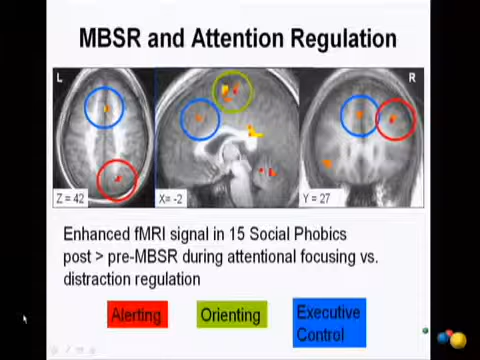 MBSR and Attention Regulation
L
R
Z = 42
X= -2
Y = 27
Enhanced fMRI signal in 15 Social Phobics
post > pre-MBSR during attentional focusing vs.
distraction regulation
Alerting
Orienting
Executive
Control